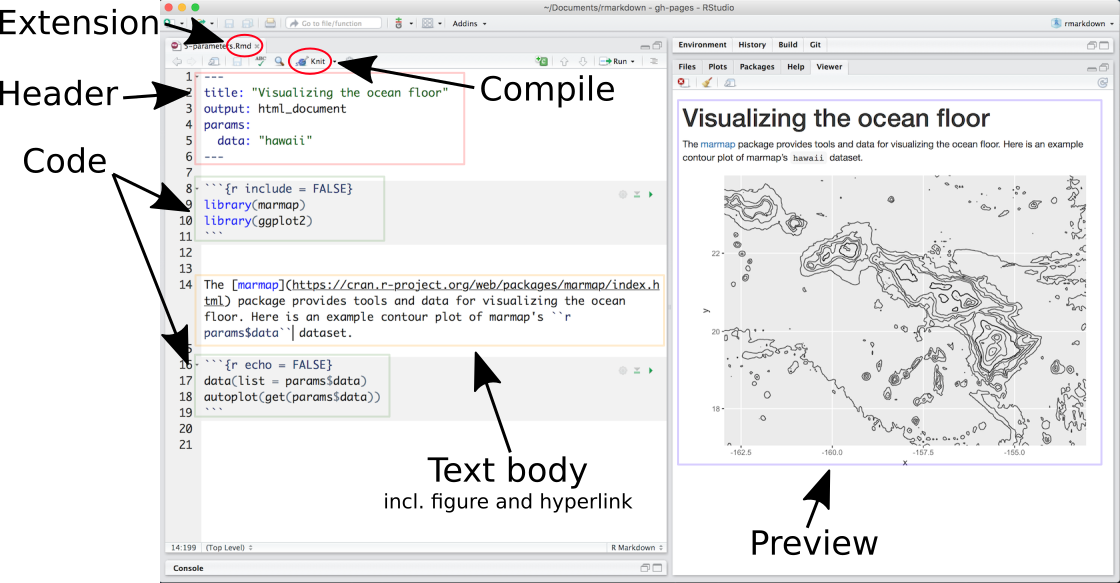 ~/Documents/rmarkdown - gh-pages - RStudio
Go to file/function
Addins
rmarkdown
Extension
Header
Code
Compile
Text body
incl. figure and hyperlink
Preview
5-parameters.Rmd
ABC
Knit
Run
1 ---
2 title: "Visualizing the ocean floor"
3 output: html_document
4 params:
5 data: "hawaii"
6 ---
7
8 ```{r include = FALSE}
9 library(marmap)
10 library(ggplot2)
11 ```
12
13
14 The [marmap](https://cran.r-project.org/web/packages/marmap/index.h
tml) package provides tools and data for visualizing the ocean
floor. Here is an example contour plot of marmap's ``r
params$data`` dataset.
15
16 ```{r echo = FALSE}
17 data(list = params$data)
18 autoplot(get(params$data))
19 ```
20
21
14:199 (Top Level) R Markdown
Console
Environment History Build Git
Files Plots Packages Help Viewer
Visualizing the ocean floor
The marmap package provides tools and data for visualizing the ocean floor. Here is an example
contour plot of marmap's hawaii dataset.
22
20
18
y
-162.5 -160.0 -157.5 -155.0
x